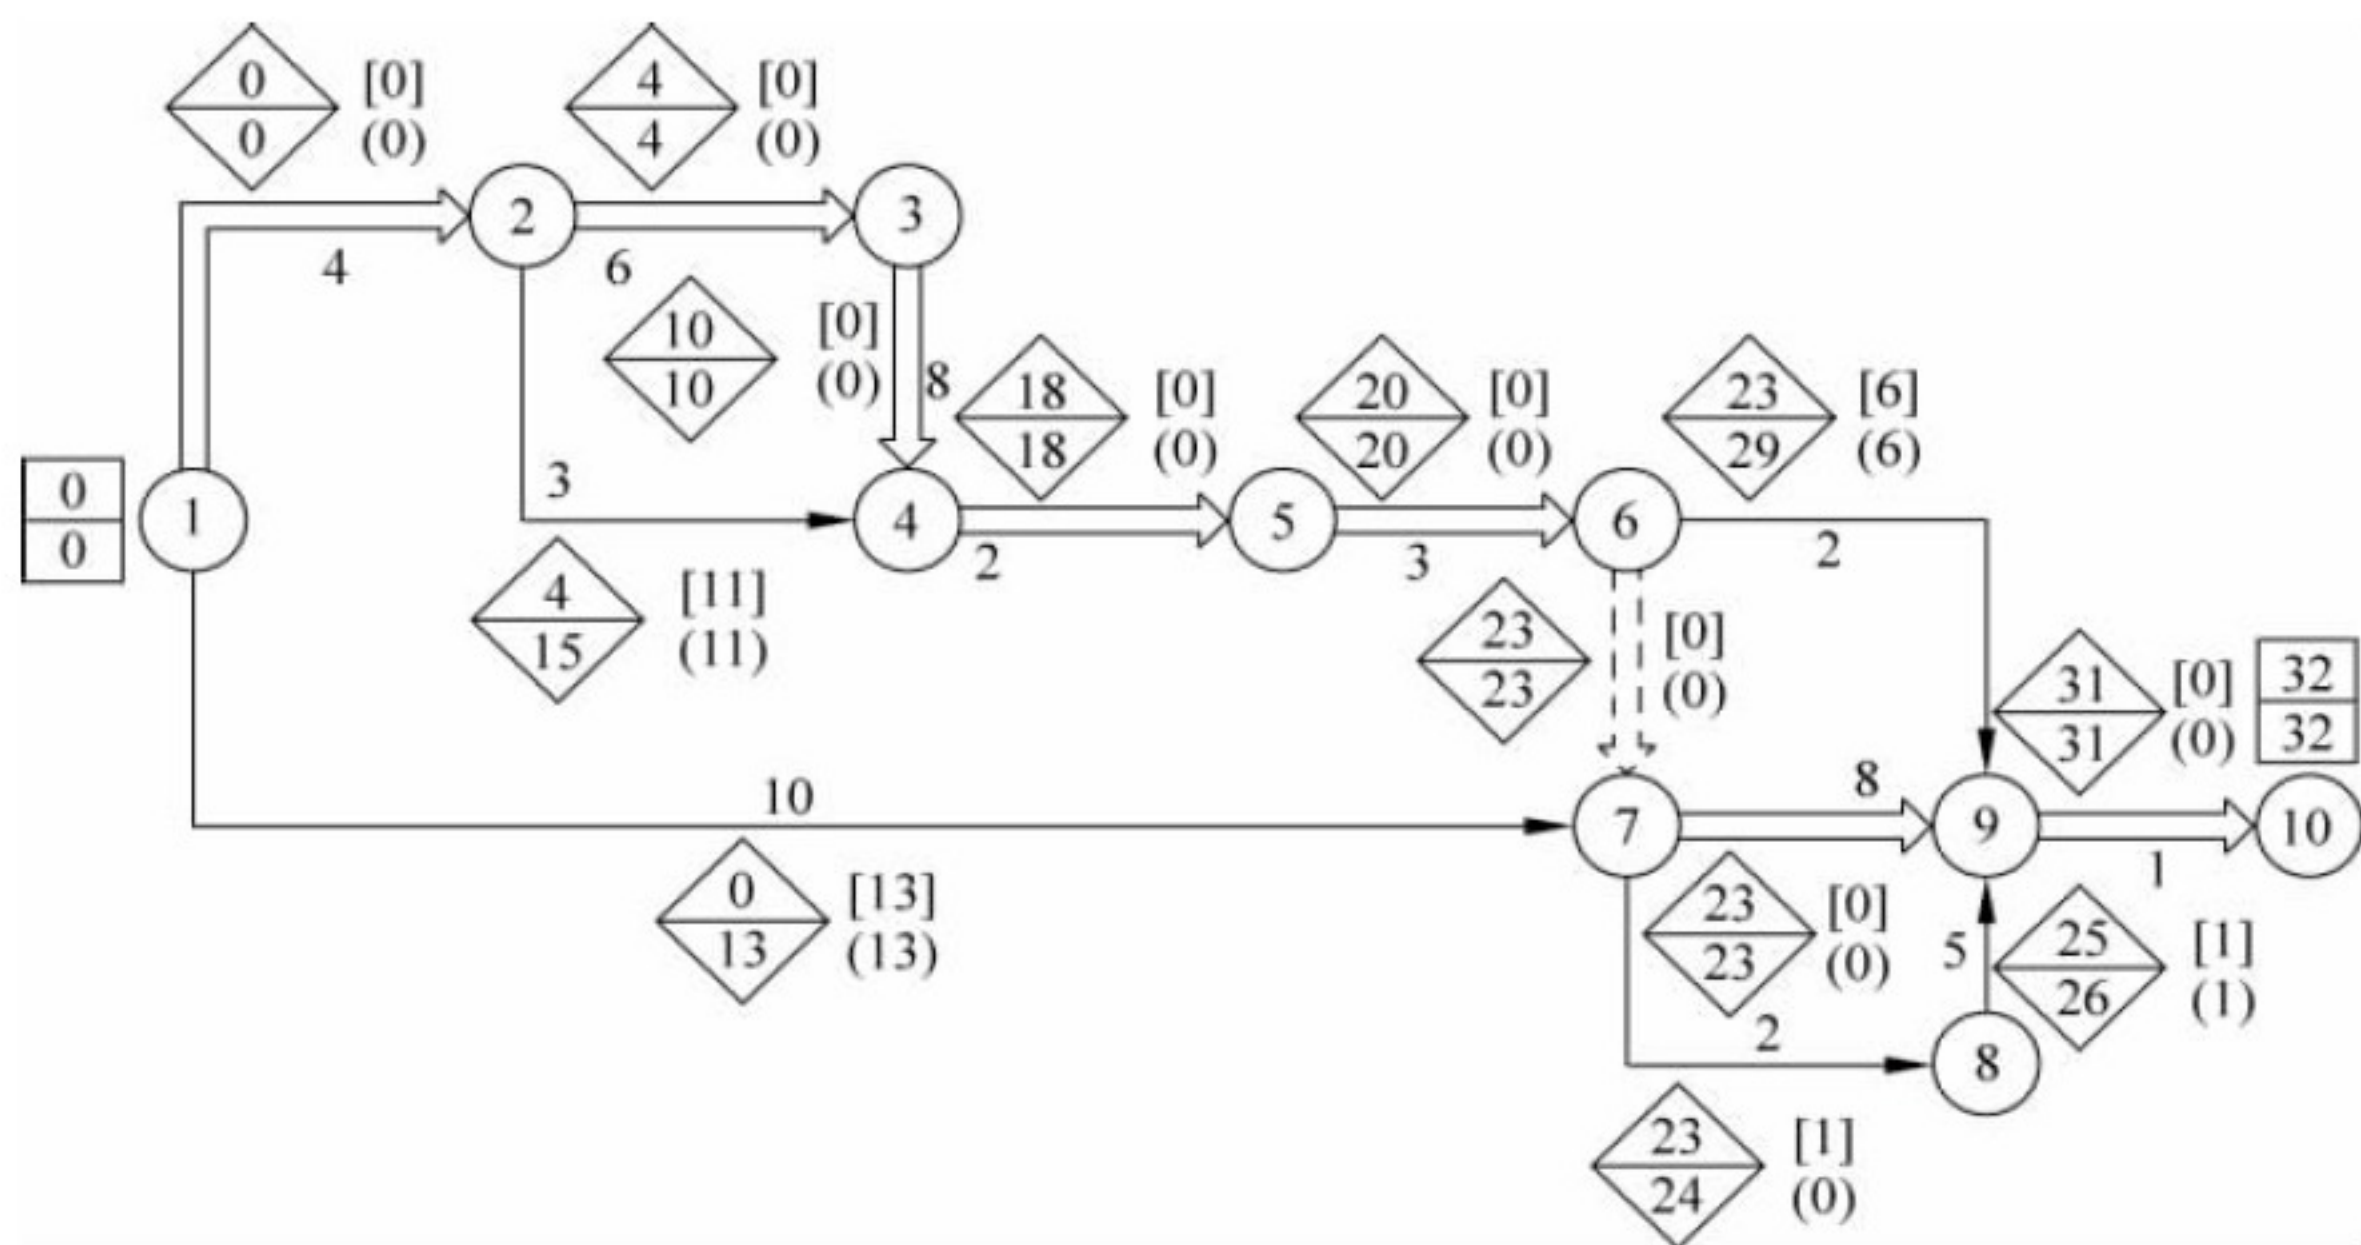 0 [0] 4 [0]
0 (0) 4 (0)
2 3
4 6
10 [0]
10 (0) 8
18 [0] 20 [0] 23 [6]
18 (0) 20 (0) 29 (6)
0 3
0 1 4 5 6
2 3 2
4 [11]
15 (11)
23 [0]
23 (0)
31 [0] 32
31 (0) 32
10 8
7 9 10
1
0 [13] 23 [0] 25 [1]
13 (13) 23 (0) 5 26 (1)
2
8
23 [1]
24 (0)